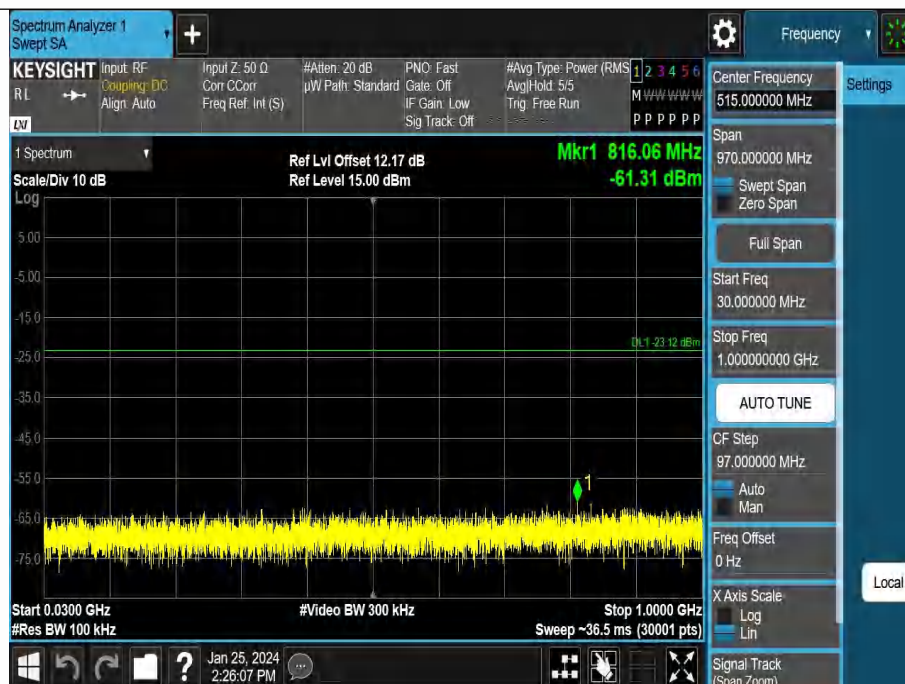 Spectrum Analyzer 1
Swept SA
Frequency
KEYSIGHT
RL
LXI
Input: RF
Coupling: DC
Align: Auto
Input Z: 50 Ω
Corr CCorr
Freq Ref: Int (S)
#Atten: 20 dB
µW Path: Standard
PNO: Fast
Gate: Off
IF Gain: Low
Sig Track: Off
#Avg Type: Power (RMS
Avg|Hold: 5/5
Trig: Free Run
1 2 3 4 5 6
M W W W W W
P P P P P P
1 Spectrum
Scale/Div 10 dB
Ref Lvl Offset 12.17 dB
Ref Level 15.00 dBm
Mkr1 816.06 MHz
-61.31 dBm
Log
5.00
-5.00
-15.0
-25.0
-35.0
-45.0
-55.0
-65.0
-75.0
DL1 -23.12 dBm
1
Start 0.0300 GHz
#Res BW 100 kHz
#Video BW 300 kHz
Stop 1.0000 GHz
Sweep ~36.5 ms (30001 pts)
Center Frequency
515.000000 MHz
Span
970.000000 MHz
Swept Span
Zero Span
Full Span
Start Freq
30.000000 MHz
Stop Freq
1.000000000 GHz
AUTO TUNE
CF Step
97.000000 MHz
Auto
Man
Freq Offset
0 Hz
X Axis Scale
Log
Lin
Signal Track
(Span Zoom)
Settings
Local
?
Jan 25, 2024
2:26:07 PM